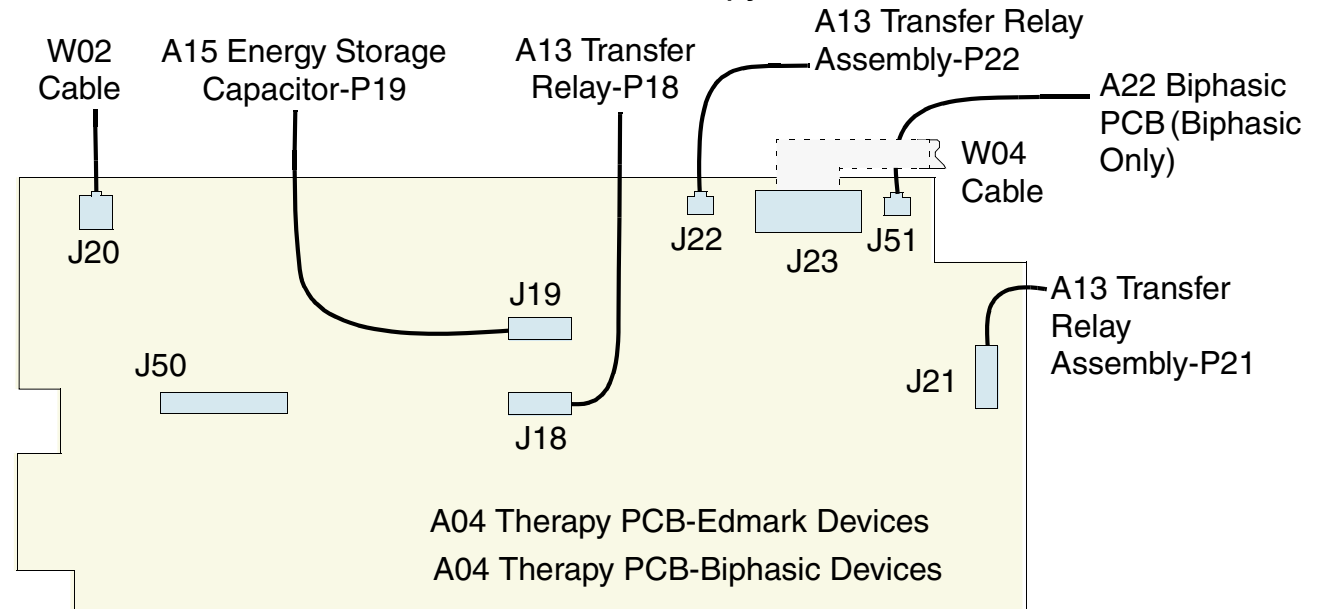 W02
Cable
A15 Energy Storage
Capacitor-P19
A13 Transfer
Relay-P18
A13 Transfer Relay
Assembly-P22
A22 Biphasic
PCB (Biphasic
Only)
W04
Cable
J20
J22
J23
J51
J19
A13 Transfer
Relay
Assembly-P21
J50
J21
J18
A04 Therapy PCB-Edmark Devices
A04 Therapy PCB-Biphasic Devices